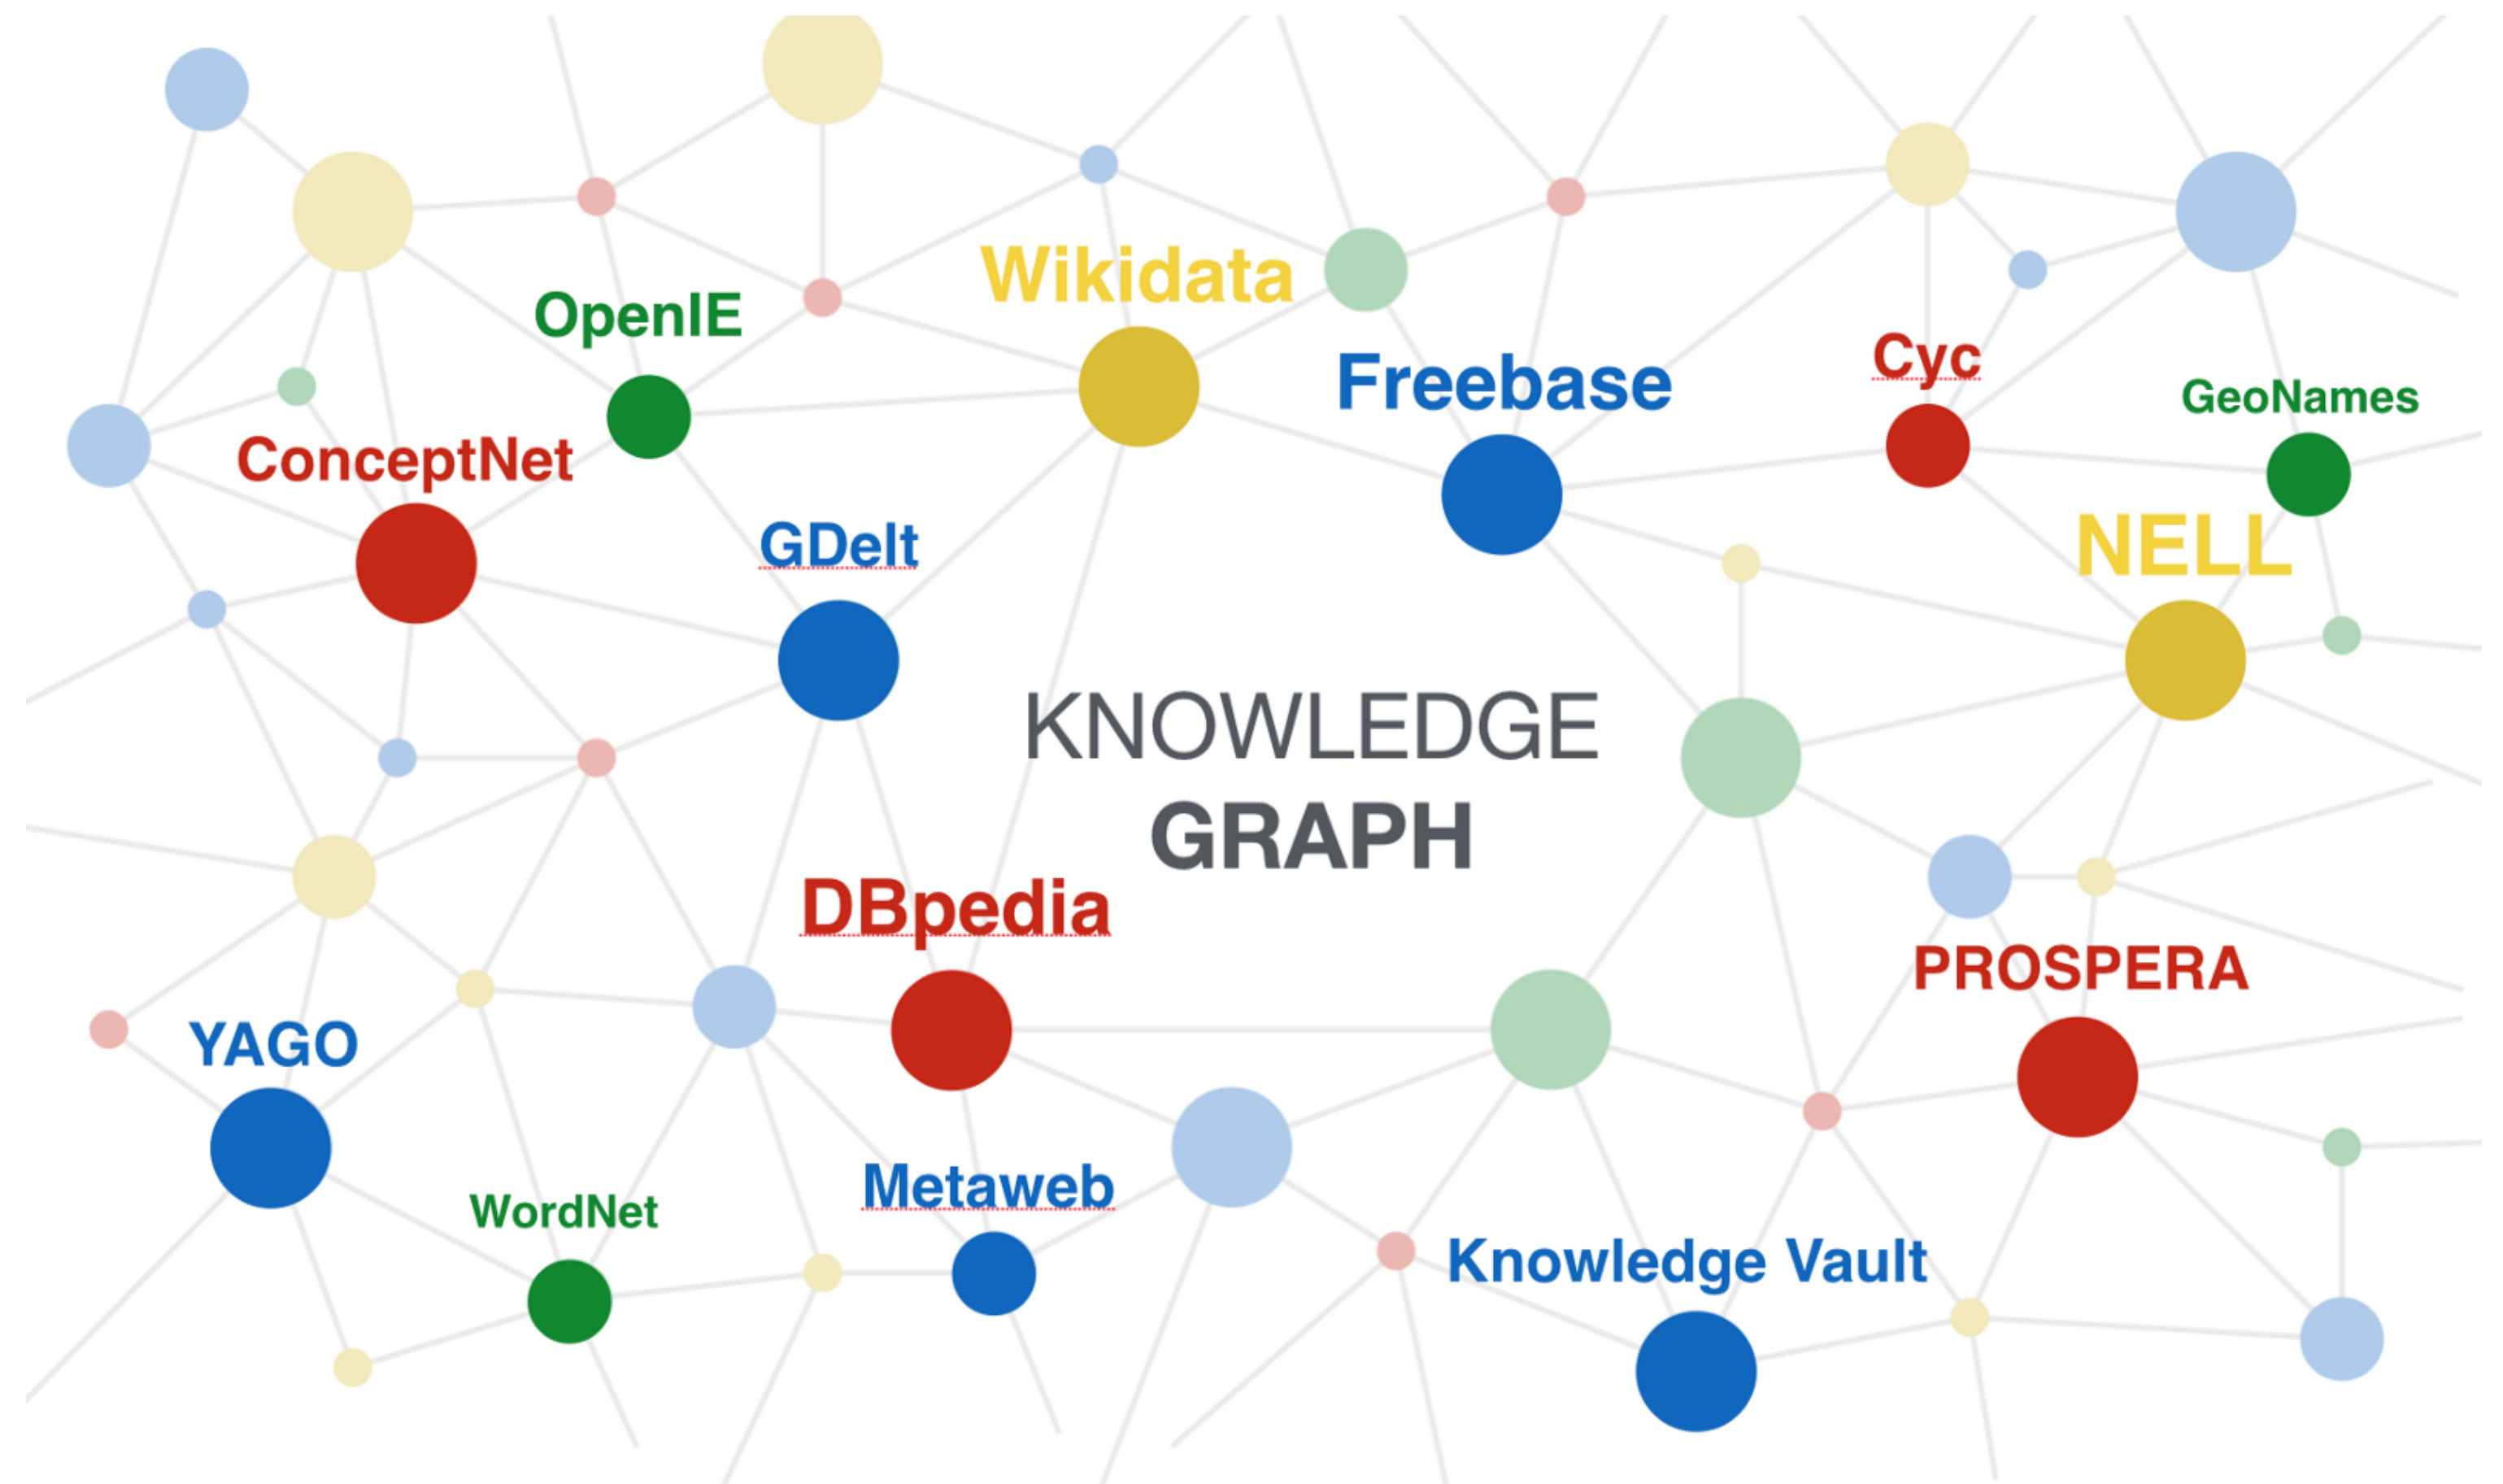 Wikidata
OpenIE
Freebase
Cyc
GeoNames
ConceptNet
GDelt
NELL
KNOWLEDGE
GRAPH
DBpedia
PROSPERA
YAGO
Metaweb
WordNet
Knowledge Vault